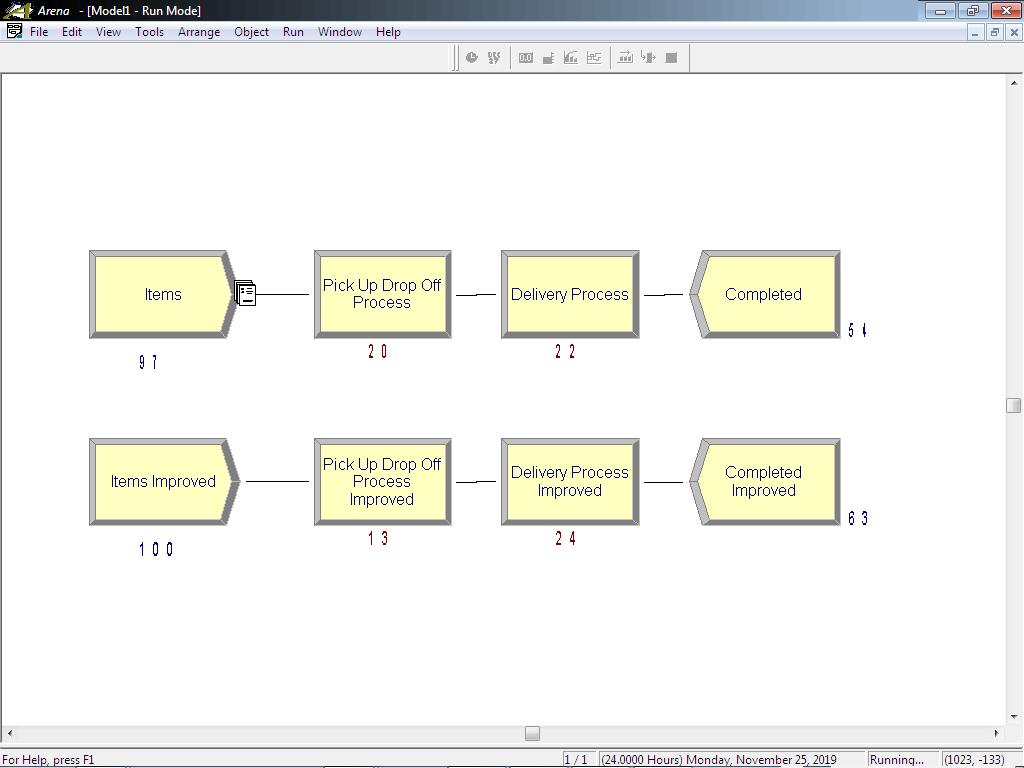 Arena - [Model1 - Run Mode]
File Edit View Tools Arrange Object Run Window Help
Items
Pick Up Drop Off
Process
Delivery Process
Completed
97
20
22
54
Items Improved
Pick Up Drop Off
Process
Improved
Delivery Process
Improved
Completed
Improved
100
13
24
63
For Help, press F1
1 / 1
(24.0000 Hours) Monday, November 25, 2019
Running...
(1023, -133)